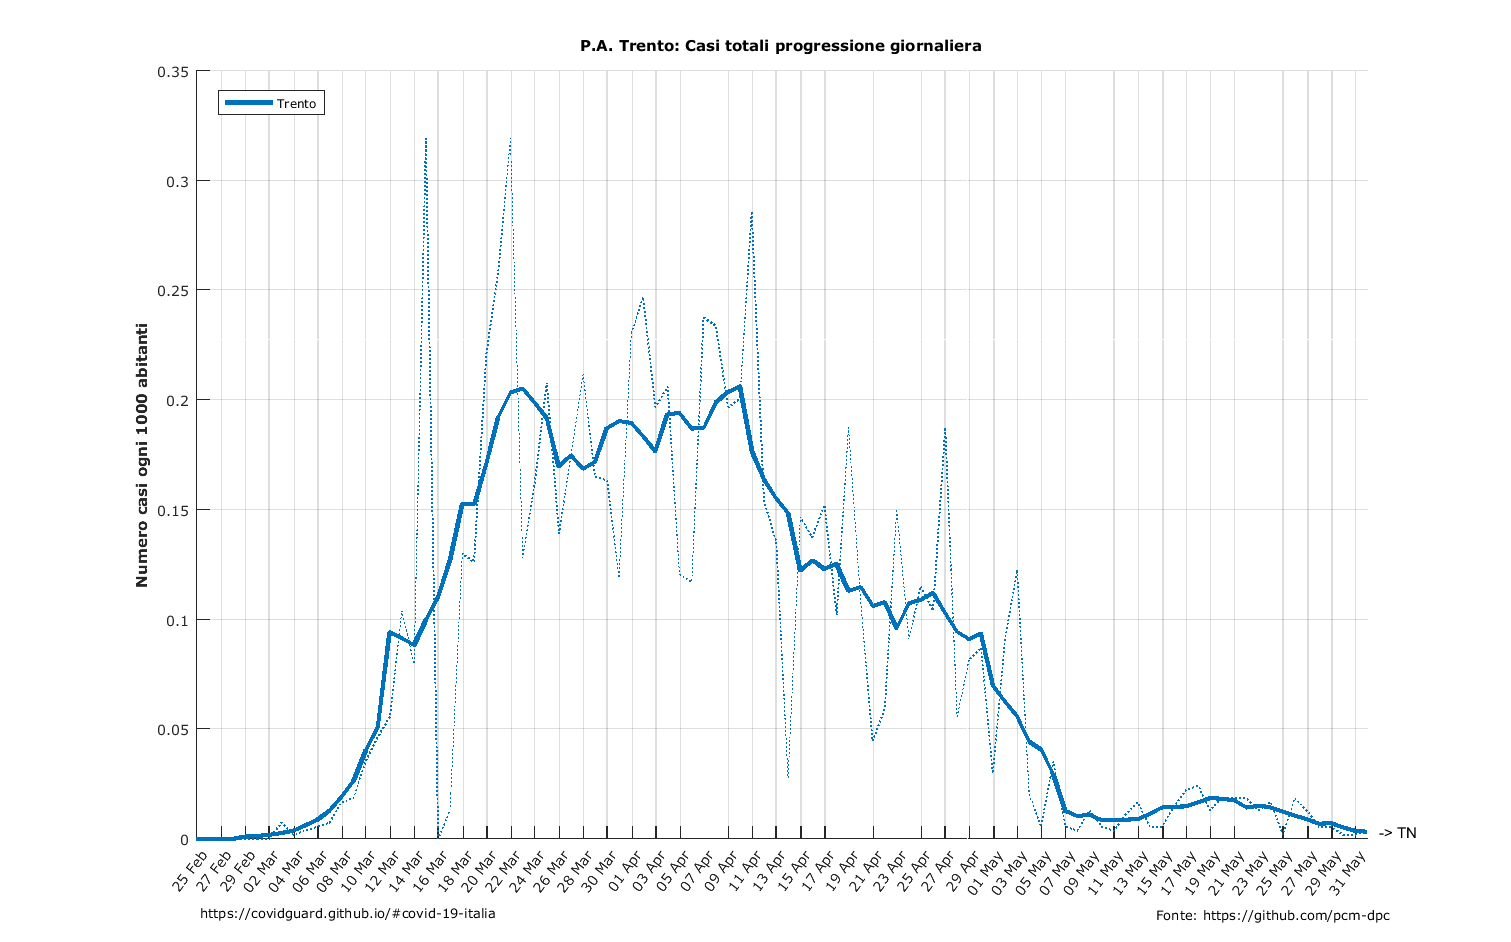 P.A. Trento: Casi totali progressione giornaliera
Numero casi ogni 1000 abitanti
0.35
0.3
0.25
0.2
0.15
0.1
0.05
0
Trento
-> TN
25 Feb
27 Feb
29 Feb
02 Mar
04 Mar
06 Mar
08 Mar
10 Mar
12 Mar
14 Mar
16 Mar
18 Mar
20 Mar
22 Mar
24 Mar
26 Mar
28 Mar
30 Mar
01 Apr
03 Apr
05 Apr
07 Apr
09 Apr
11 Apr
13 Apr
15 Apr
17 Apr
19 Apr
21 Apr
23 Apr
25 Apr
27 Apr
29 Apr
01 May
03 May
05 May
07 May
09 May
11 May
13 May
15 May
17 May
19 May
21 May
23 May
25 May
27 May
29 May
31 May
https://covidguard.github.io/#covid-19-italia
Fonte: https://github.com/pcm-dpc